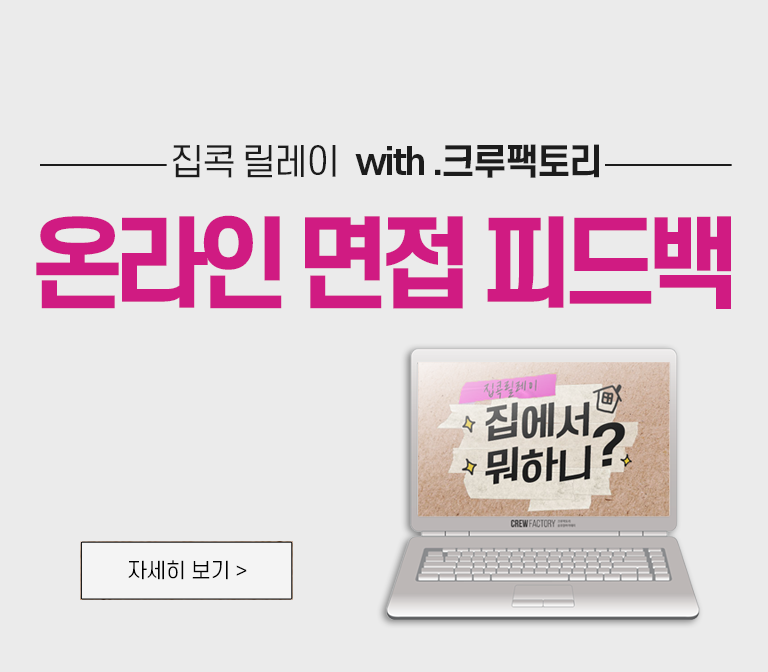 집콕 릴레이 with .크루팩토리
온라인 면접 피드백
집콕릴레이
집에서
뭐하니?
CREW FACTORY
자세히 보기 >